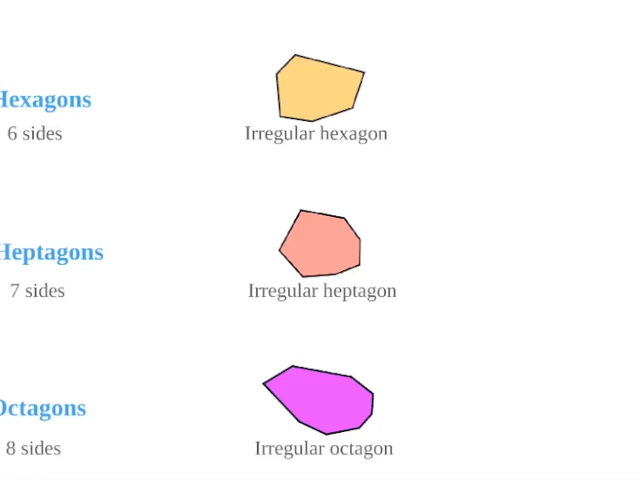 Hexagons
6 sides
Irregular hexagon
Heptagons
7 sides
Irregular heptagon
Octagons
8 sides
Irregular octagon